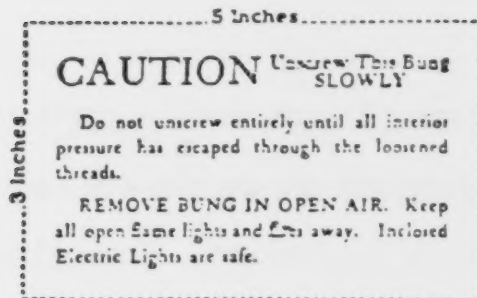 5 Inches
3 Inches
CAUTION Unscrew This Bung
SLOWLY
Do not unscrew entirely until all interior
pressure has escaped through the loosened
threads.
REMOVE BUNG IN OPEN AIR. Keep
all open flame lights and fires away. Inclosed
Electric Lights are safe.